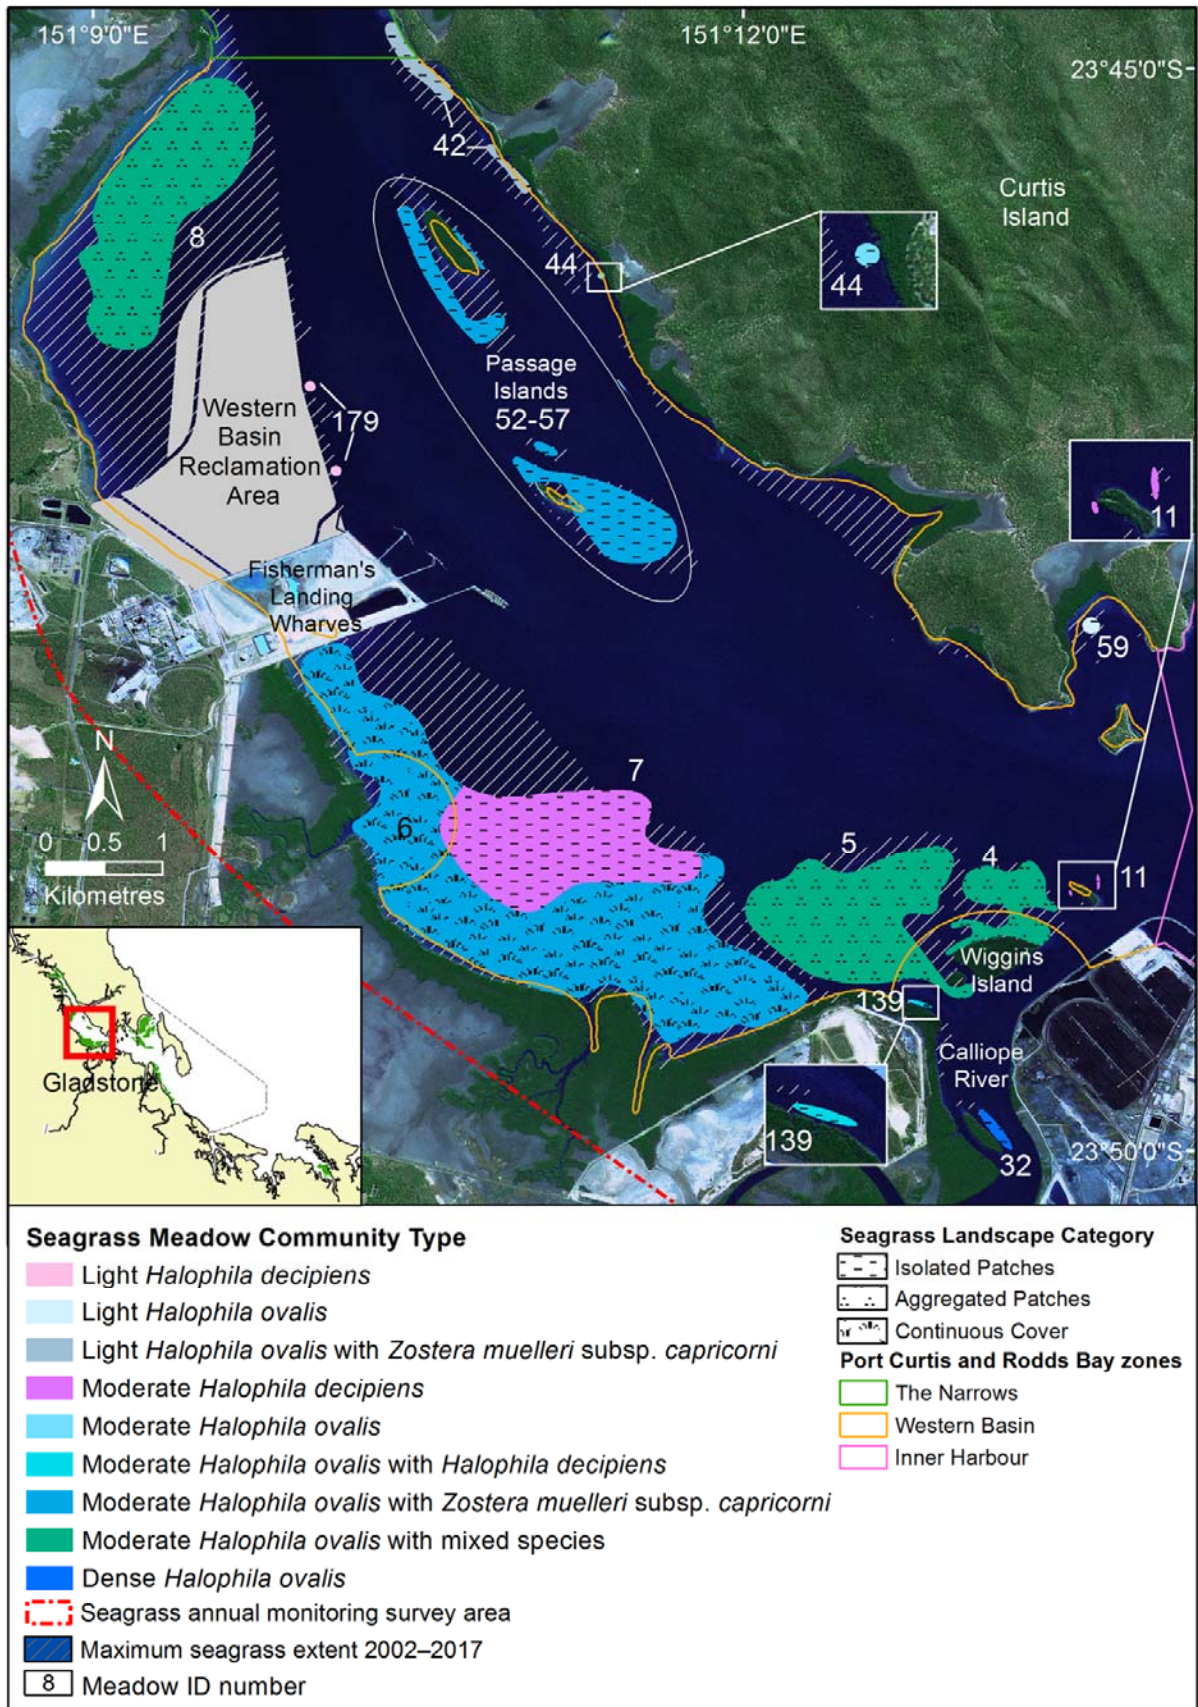 151°9'0"E
151°12'0"E
23°45'0"S
42
Curtis
Island
8
44
44
Passage
Islands
52-57
Western
Basin
Reclamation
Area
179
11
Fisherman's
Landing
Wharves
59
N
7
6
5
4
11
0 0.5 1
Kilometres
Wiggins
Island
139
Calliope
River
Gladstone
139
32
23°50'0"S
Seagrass Meadow Community Type
Light Halophila decipiens
Light Halophila ovalis
Light Halophila ovalis with Zostera muelleri subsp. capricorni
Moderate Halophila decipiens
Moderate Halophila ovalis
Moderate Halophila ovalis with Halophila decipiens
Moderate Halophila ovalis with Zostera muelleri subsp. capricorni
Moderate Halophila ovalis with mixed species
Dense Halophila ovalis
Seagrass annual monitoring survey area
Maximum seagrass extent 2002–2017
8 Meadow ID number
Seagrass Landscape Category
Isolated Patches
Aggregated Patches
Continuous Cover
Port Curtis and Rodds Bay zones
The Narrows
Western Basin
Inner Harbour